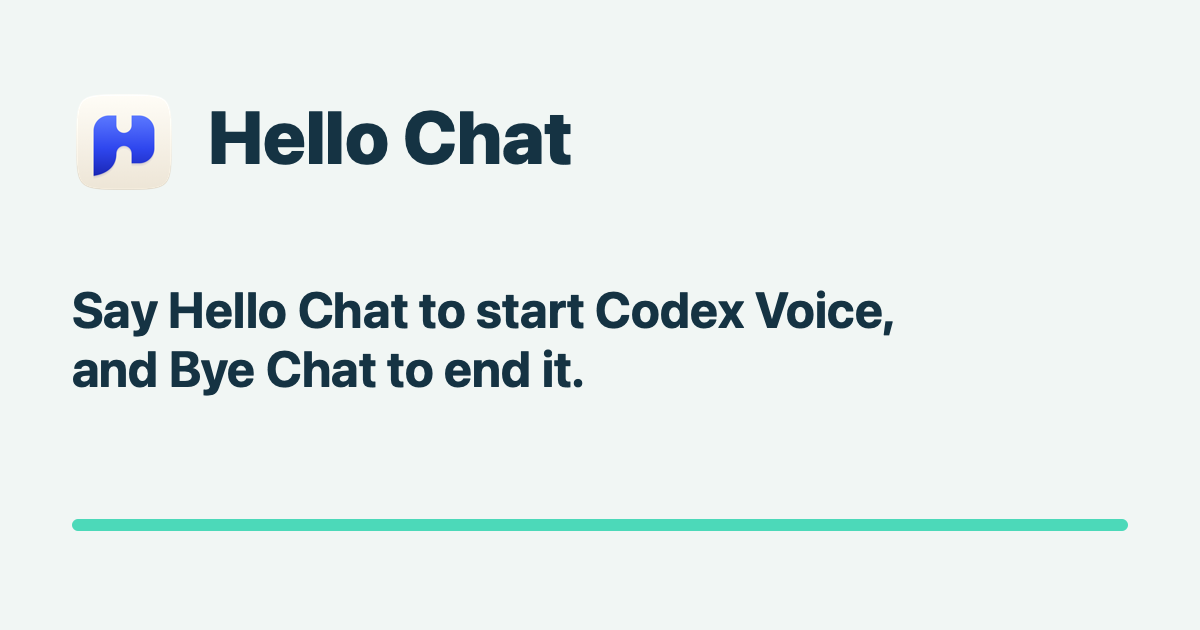 Hello Chat
Say Hello Chat to start Codex Voice,
and Bye Chat to end it.